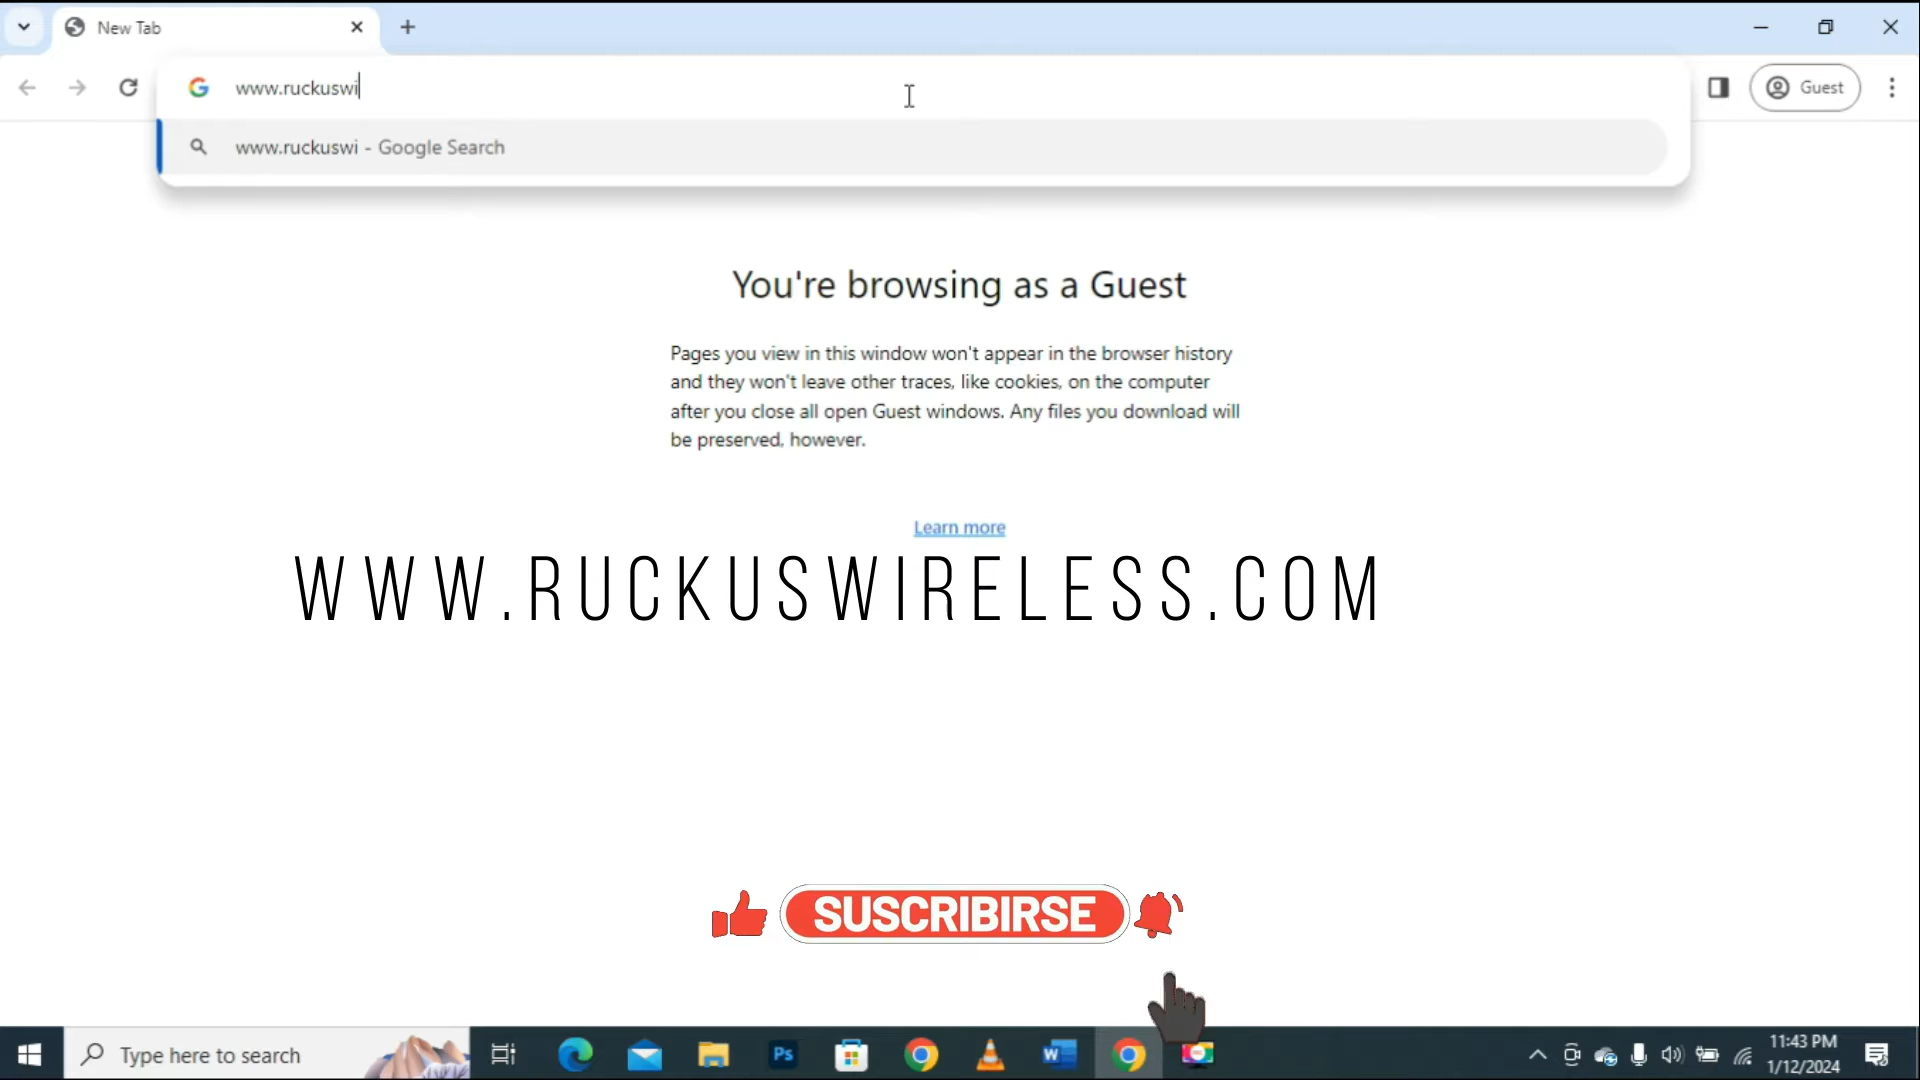 New Tab
www.ruckuswi
Guest
www.ruckuswi - Google Search
You're browsing as a Guest
Pages you view in this window won't appear in the browser history
and they won't leave other traces, like cookies, on the computer
after you close all open Guest windows. Any files you download will
be preserved, however.
Learn more
WWW.RUCKUSWIRELESS.COM
SUSCRIBIRSE
Type here to search
Ps
W
11:43 PM
1/12/2024